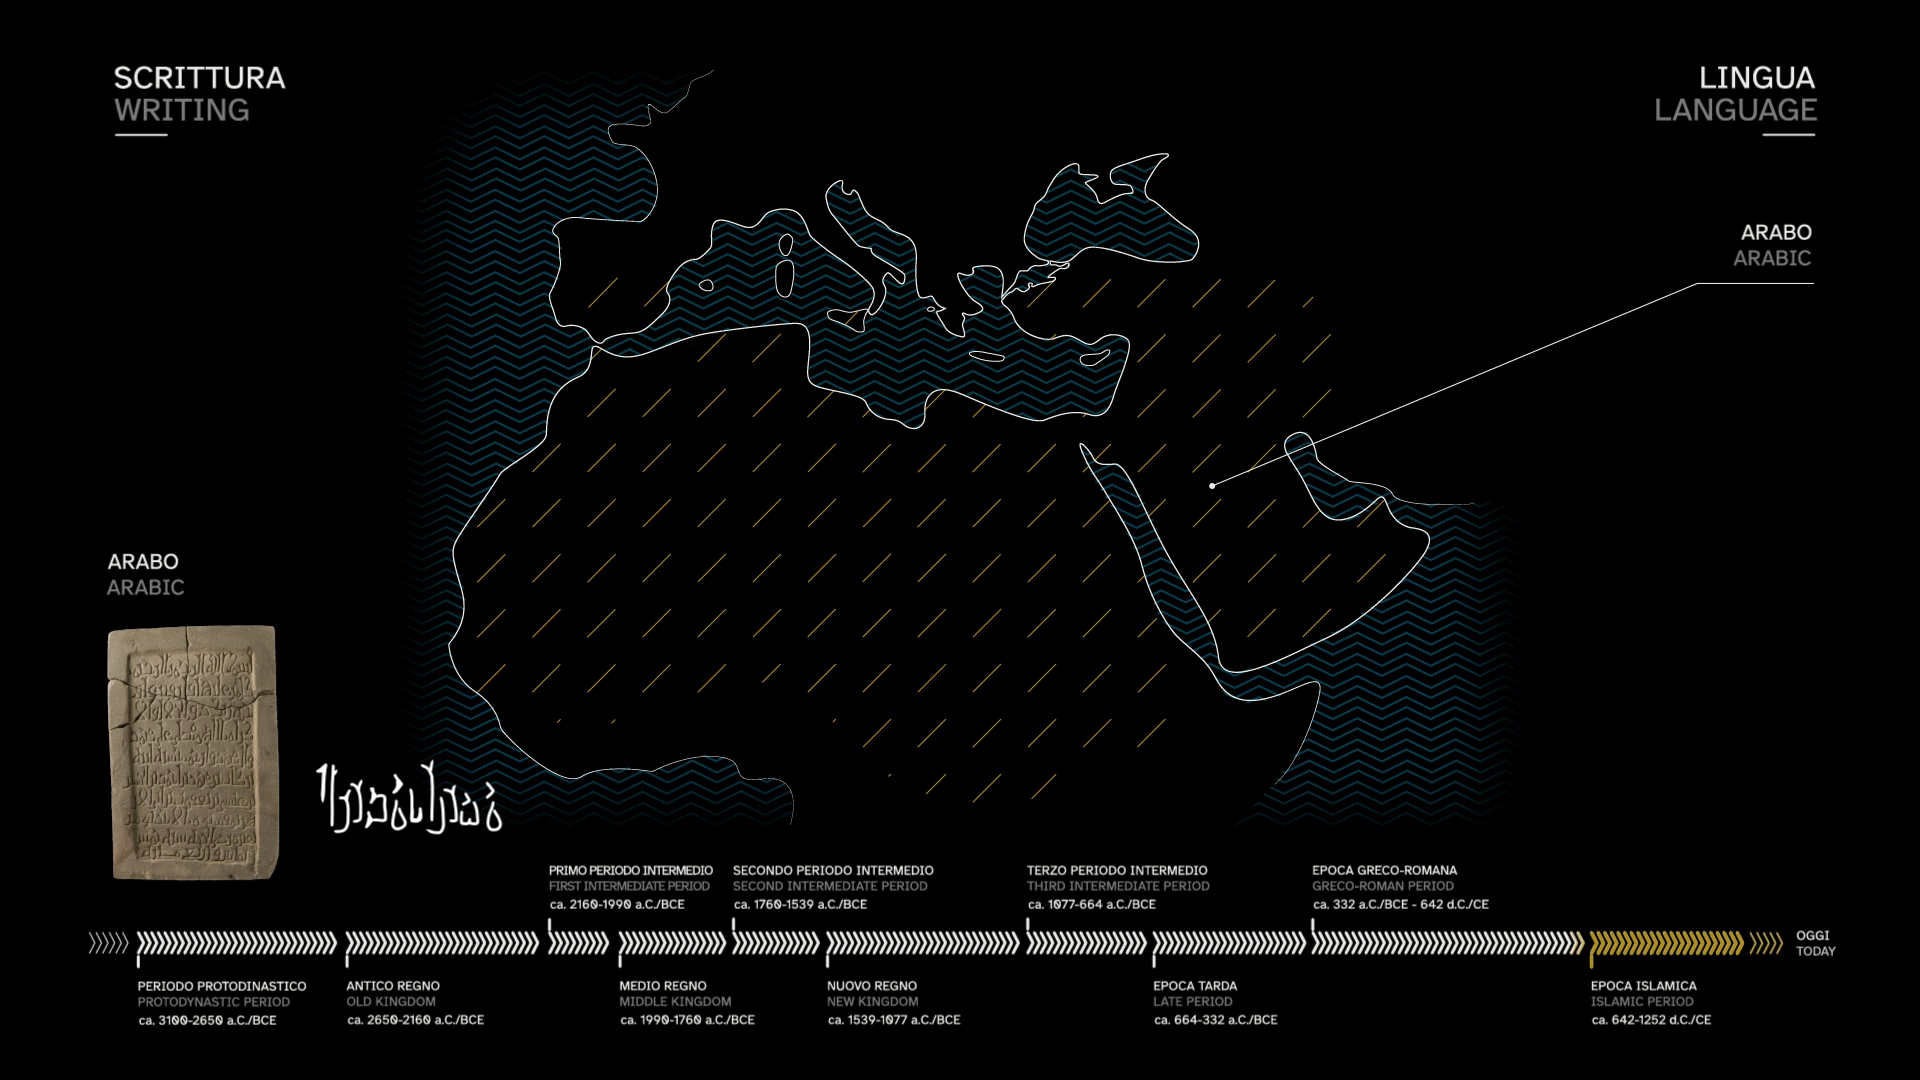 SCRITTURA
WRITING
LINGUA
LANGUAGE
ARABO
ARABIC
ARABO
ARABIC
PRIMO PERIODO INTERMEDIO
FIRST INTERMEDIATE PERIOD
ca. 2160-1990 a.C./BCE
SECONDO PERIODO INTERMEDIO
SECOND INTERMEDIATE PERIOD
ca. 1760-1539 a.C./BCE
TERZO PERIODO INTERMEDIO
THIRD INTERMEDIATE PERIOD
ca. 1077-664 a.C./BCE
EPOCA GRECO-ROMANA
GRECO-ROMAN PERIOD
ca. 332 a.C./BCE - 642 d.C./CE
OGGI
TODAY
PERIODO PROTODINASTICO
PROTODYNASTIC PERIOD
ca. 3100-2650 a.C./BCE
ANTICO REGNO
OLD KINGDOM
ca. 2650-2160 a.C./BCE
MEDIO REGNO
MIDDLE KINGDOM
ca. 1990-1760 a.C./BCE
NUOVO REGNO
NEW KINGDOM
ca. 1539-1077 a.C./BCE
EPOCA TARDA
LATE PERIOD
ca. 664-332 a.C./BCE
EPOCA ISLAMICA
ISLAMIC PERIOD
ca. 642-1252 d.C./CE